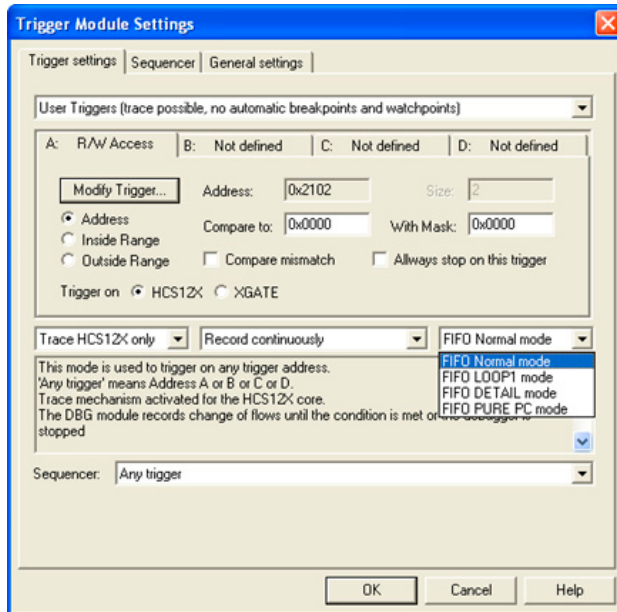 Trigger Module Settings
Trigger settings Sequencer General settings
User Triggers (trace possible, no automatic breakpoints and watchpoints)
A: R/W Access B: Not defined C: Not defined D: Not defined
Modify Trigger... Address: 0x2102 Size: 2
Address Compare to: 0x0000 With Mask: 0x0000
Inside Range
Outside Range Compare mismatch Allways stop on this trigger
Trigger on HCS12X XGATE
Trace HCS12X only Record continuously FIFO Normal mode
FIFO Normal mode
FIFO LOOP1 mode
FIFO DETAIL mode
FIFO PURE PC mode
This mode is used to trigger on any trigger address.
'Any trigger' means Address A or B or C or D.
Trace mechanism activated for the HCS12X core.
The DBG module records change of flows until the condition is met or
stopped
Sequencer: Any trigger
OK Cancel Help